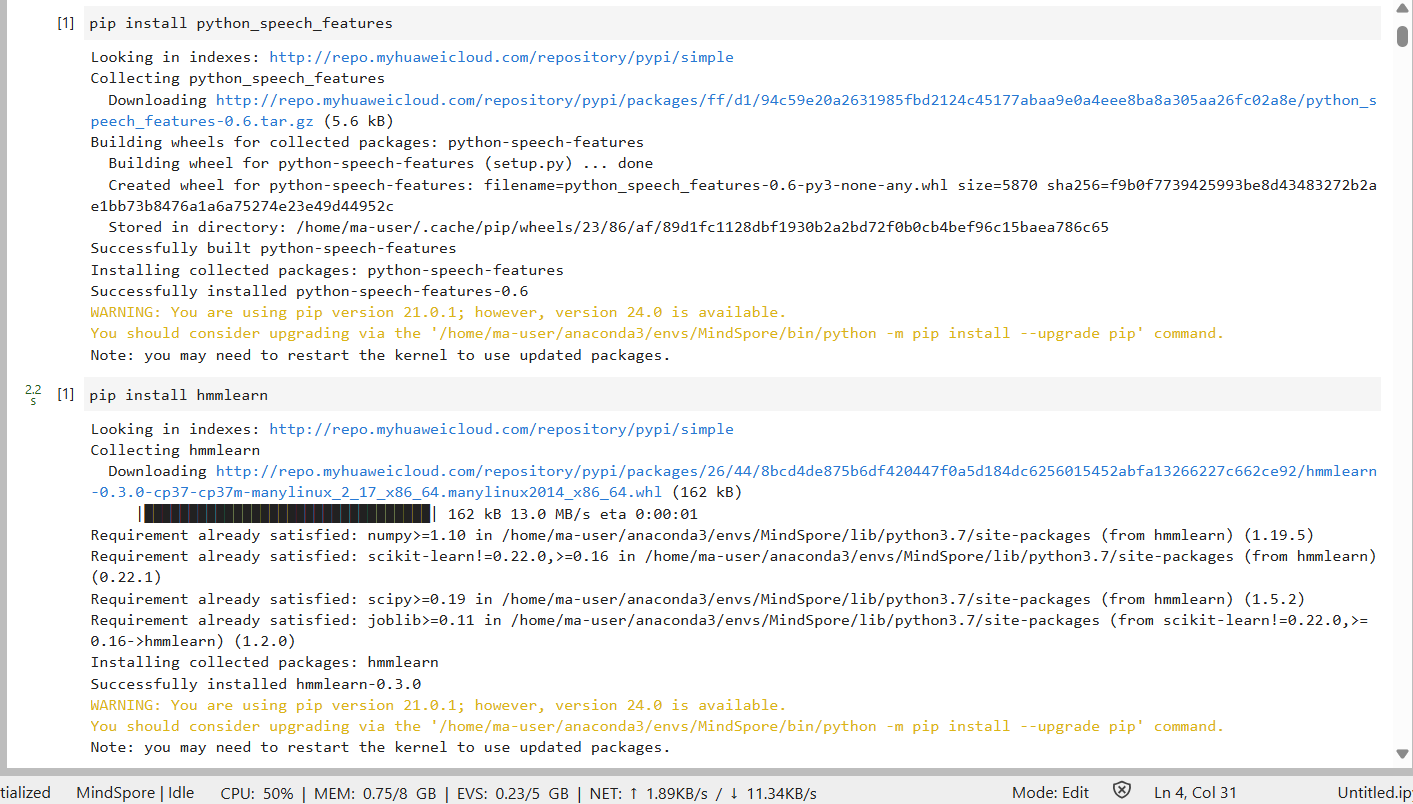 [1] pip install python_speech_features
Looking in indexes: http://repo.myhuaweicloud.com/repository/pypi/simple
Collecting python_speech_features
Downloading http://repo.myhuaweicloud.com/repository/pypi/packages/ff/d1/94c59e20a2631985fbd2124c45177abaa9e0a4eee8ba8a305aa26fc02a8e/python_s
peech_features-0.6.tar.gz (5.6 kB)
Building wheels for collected packages: python-speech-features
Building wheel for python-speech-features (setup.py) ... done
Created wheel for python-speech-features: filename=python_speech_features-0.6-py3-none-any.whl size=5870 sha256=f9b0f7739425993be8d43483272b2a
e1bb73b8476a1a6a75274e23e49d44952c
Stored in directory: /home/ma-user/.cache/pip/wheels/23/86/af/89d1fc1128dbf1930b2a2bd72f0b0cb4bef96c15baea786c65
Successfully built python-speech-features
Installing collected packages: python-speech-features
Successfully installed python-speech-features-0.6
WARNING: You are using pip version 21.0.1; however, version 24.0 is available.
You should consider upgrading via the '/home/ma-user/anaconda3/envs/MindSpore/bin/python -m pip install --upgrade pip' command.
Note: you may need to restart the kernel to use updated packages.
2.2
s
[1] pip install hmmlearn
Looking in indexes: http://repo.myhuaweicloud.com/repository/pypi/simple
Collecting hmmlearn
Downloading http://repo.myhuaweicloud.com/repository/pypi/packages/26/44/8bcd4de875b6df420447f0a5d184dc6256015452abfa13266227c662ce92/hmmlearn
-0.3.0-cp37-cp37m-manylinux_2_17_x86_64.manylinux2014_x86_64.whl (162 kB)
|████████████████████████████████| 162 kB 13.0 MB/s eta 0:00:01
Requirement already satisfied: numpy>=1.10 in /home/ma-user/anaconda3/envs/MindSpore/lib/python3.7/site-packages (from hmmlearn) (1.19.5)
Requirement already satisfied: scikit-learn!=0.22.0,>=0.16 in /home/ma-user/anaconda3/envs/MindSpore/lib/python3.7/site-packages (from hmmlearn)
(0.22.1)
Requirement already satisfied: scipy>=0.19 in /home/ma-user/anaconda3/envs/MindSpore/lib/python3.7/site-packages (from hmmlearn) (1.5.2)
Requirement already satisfied: joblib>=0.11 in /home/ma-user/anaconda3/envs/MindSpore/lib/python3.7/site-packages (from scikit-learn!=0.22.0,>=
0.16->hmmlearn) (1.2.0)
Installing collected packages: hmmlearn
Successfully installed hmmlearn-0.3.0
WARNING: You are using pip version 21.0.1; however, version 24.0 is available.
You should consider upgrading via the '/home/ma-user/anaconda3/envs/MindSpore/bin/python -m pip install --upgrade pip' command.
Note: you may need to restart the kernel to use updated packages.
tialized MindSpore | Idle CPU: 50% | MEM: 0.75/8 GB | EVS: 0.23/5 GB | NET: ↑ 1.89KB/s / ↓ 11.34KB/s Mode: Edit Ln 4, Col 31 Untitled.ip